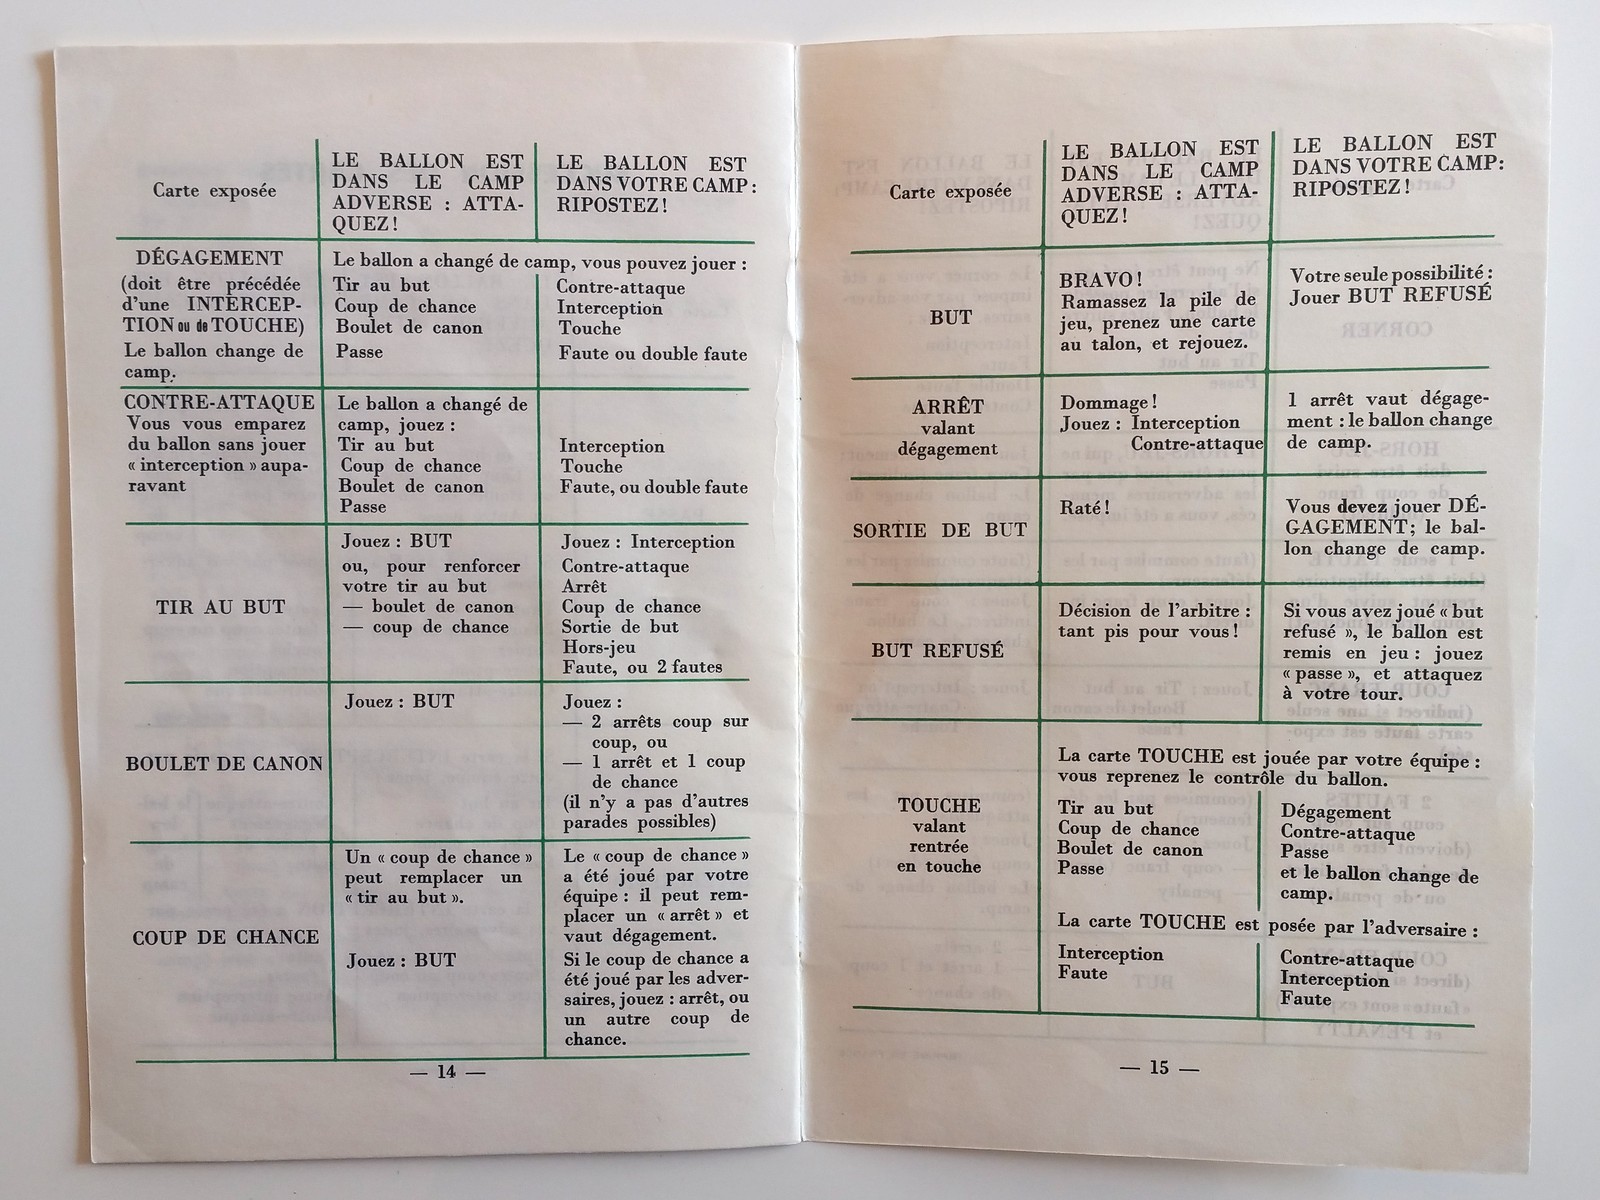 Carte exposée
LE BALLON EST
DANS LE CAMP
ADVERSE : ATTA-
QUEZ !
LE BALLON EST
DANS VOTRE CAMP :
RIPOSTEZ !
DÉGAGEMENT
(doit être précédée
d'une INTERCEP-
TION ou de TOUCHE)
Le ballon change de
camp.
Le ballon a changé de camp, vous pouvez jouer :
Tir au but
Coup de chance
Boulet de canon
Passe
Contre-attaque
Interception
Touche
Faute ou double faute
CONTRE-ATTAQUE
Vous vous emparez
du ballon sans jouer
« interception » aupa-
ravant
Le ballon a changé de
camp, jouez :
Tir au but
Coup de chance
Boulet de canon
Passe
Interception
Touche
Faute, ou double faute
TIR AU BUT
Jouez : BUT
ou, pour renforcer
votre tir au but
— boulet de canon
— coup de chance
Jouez : Interception
Contre-attaque
Arrêt
Coup de chance
Sortie de but
Hors-jeu
Faute, ou 2 fautes
BOULET DE CANON
Jouez : BUT
Jouez :
— 2 arrêts coup sur
coup, ou
— 1 arrêt et 1 coup
de chance
(il n'y a pas d'autres
parades possibles)
COUP DE CHANCE
Un « coup de chance »
peut remplacer un
« tir au but ».
Jouez : BUT
Le « coup de chance »
a été joué par votre
équipe : il peut rem-
placer un « arrêt » et
vaut dégagement.
Si le coup de chance a
été joué par les adver-
saires, jouez : arrêt, ou
un autre coup de
chance.
— 14 —
Carte exposée
LE BALLON EST
DANS LE CAMP
ADVERSE : ATTA-
QUEZ !
LE BALLON EST
DANS VOTRE CAMP :
RIPOSTEZ !
BUT
BRAVO !
Ramassez la pile de
jeu, prenez une carte
au talon, et rejouez.
Votre seule possibilité :
Jouer BUT REFUSÉ
ARRÊT
valant
dégagement
Dommage !
Jouez : Interception
Contre-attaque
1 arrêt vaut dégage-
ment : le ballon change
de camp.
SORTIE DE BUT
Raté !
Vous devez jouer DÉ-
GAGEMENT ; le bal-
lon change de camp.
BUT REFUSÉ
Décision de l'arbitre :
tant pis pour vous !
Si vous avez joué « but
refusé », le ballon est
remis en jeu : jouez
« passe », et attaquez
à votre tour.
TOUCHE
valant
rentrée
en touche
La carte TOUCHE est jouée par votre équipe :
vous reprenez le contrôle du ballon.
Tir au but
Coup de chance
Boulet de canon
Passe
Dégagement
Contre-attaque
Passe
et le ballon change de
camp.
La carte TOUCHE est posée par l'adversaire :
Interception
Faute
Contre-attaque
Interception
Faute
— 15 —